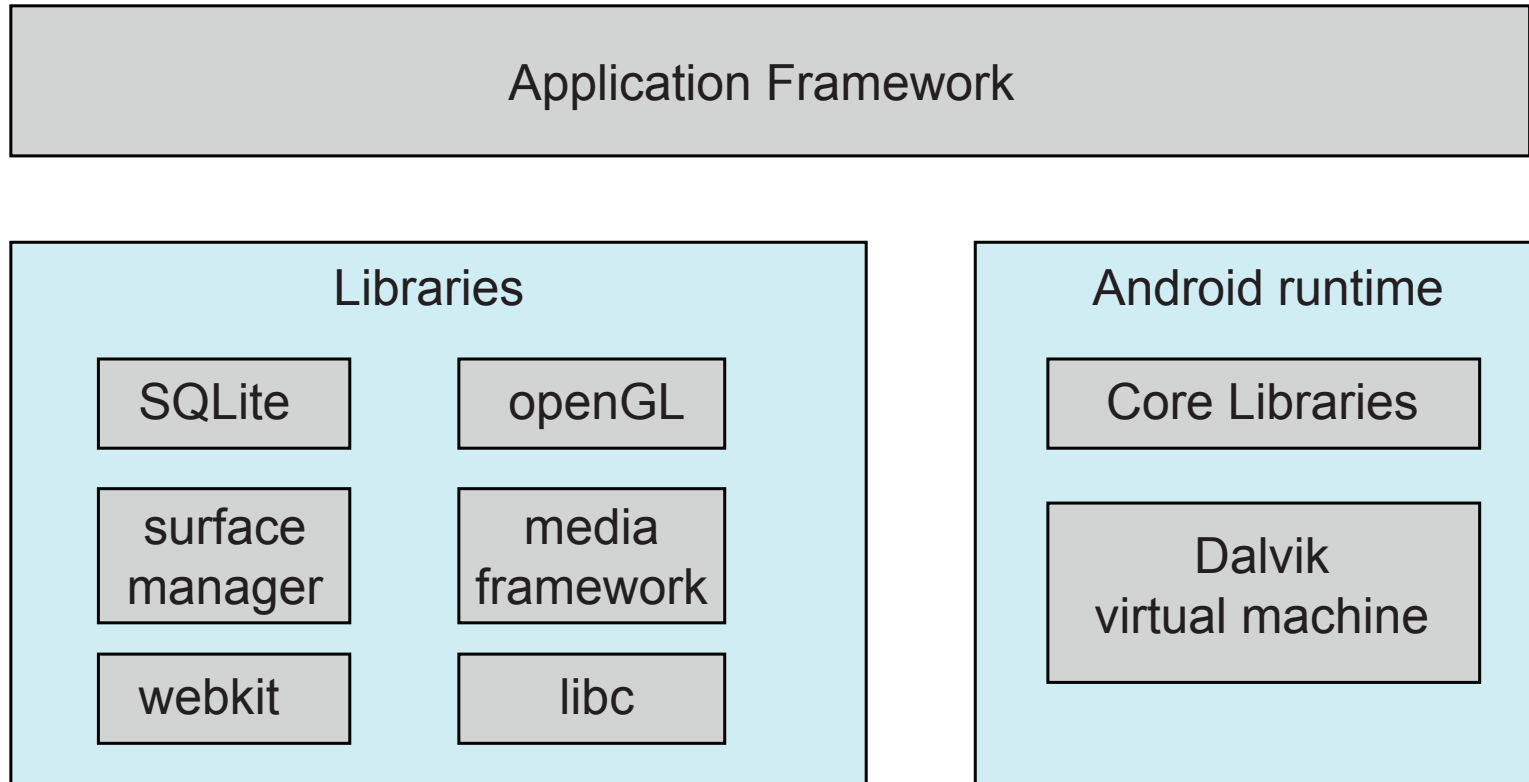 Application Framework
Libraries
SQLite
openGL
surface
manager
media
framework
webkit
libc
Android runtime
Core Libraries
Dalvik
virtual machine